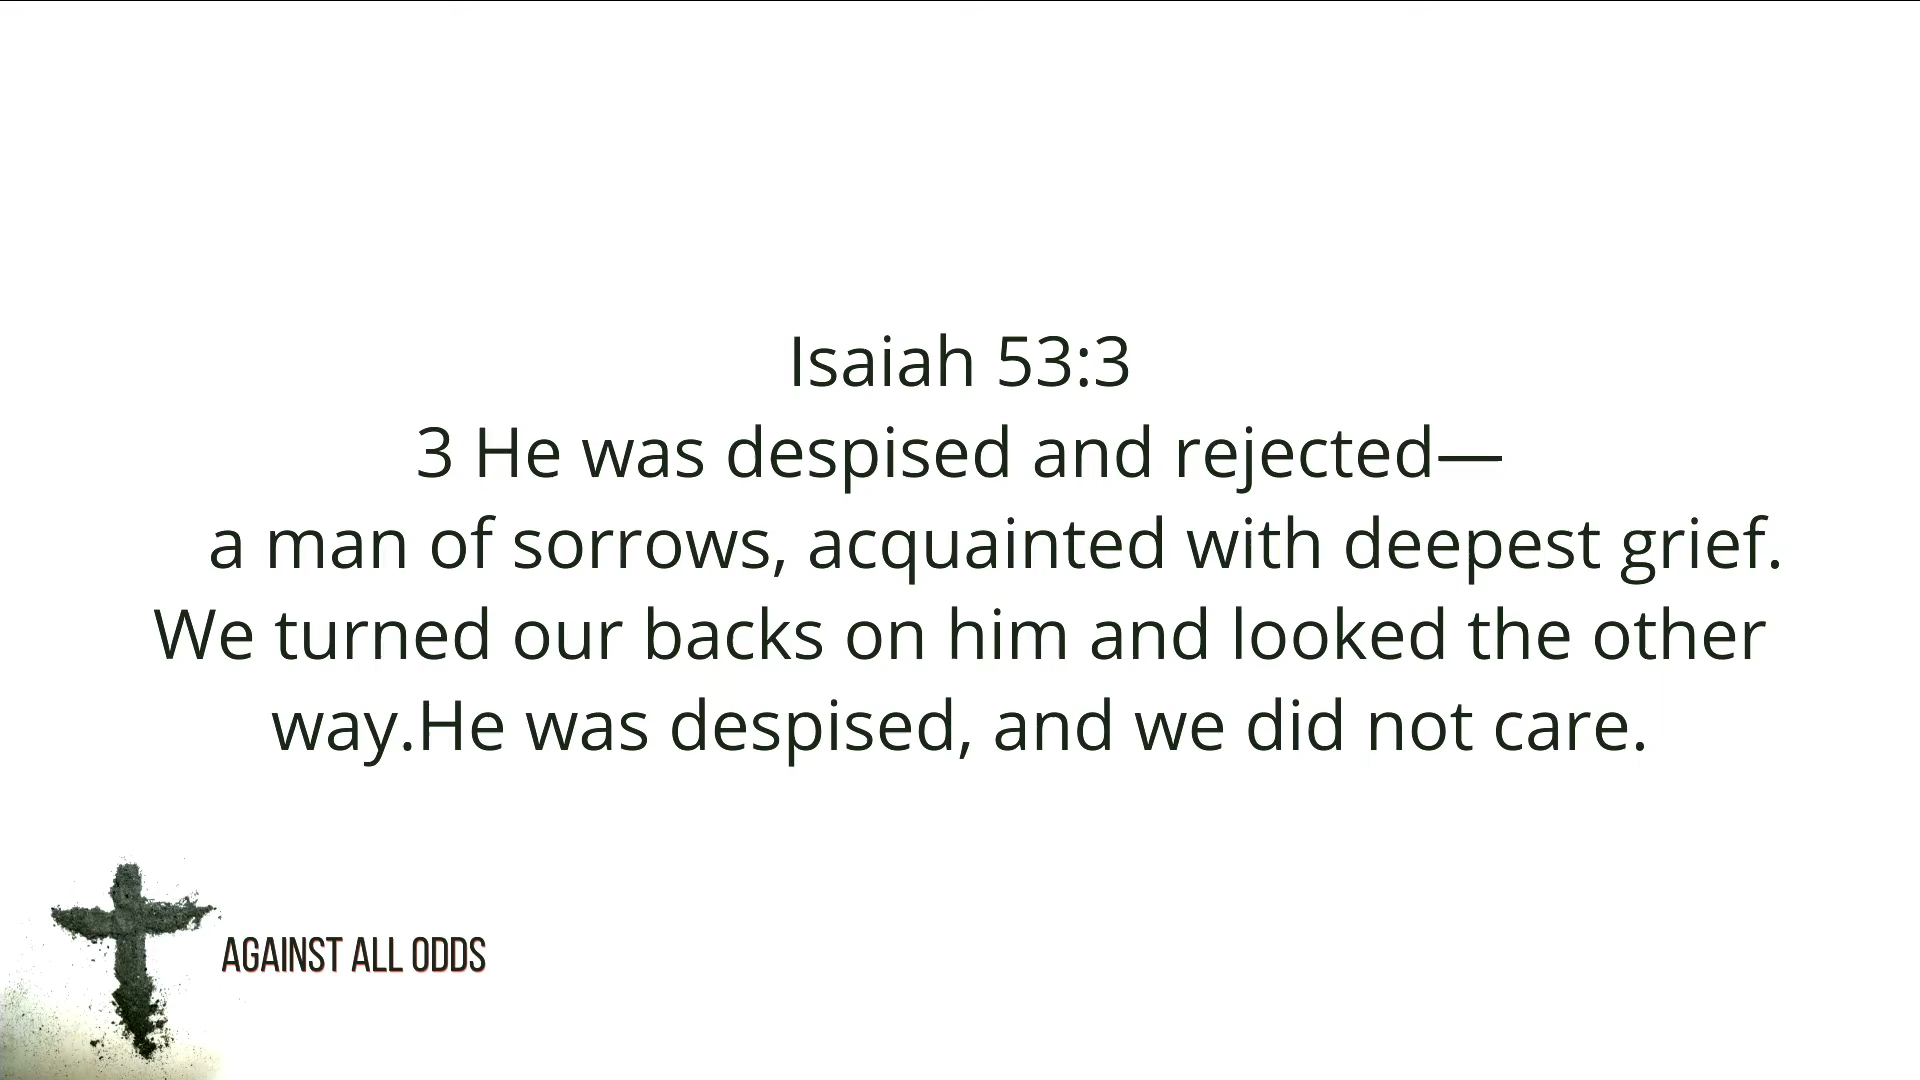 Isaiah 53:3
3 He was despised and rejected—
a man of sorrows, acquainted with deepest grief.
We turned our backs on him and looked the other
way.He was despised, and we did not care.
AGAINST ALL ODDS